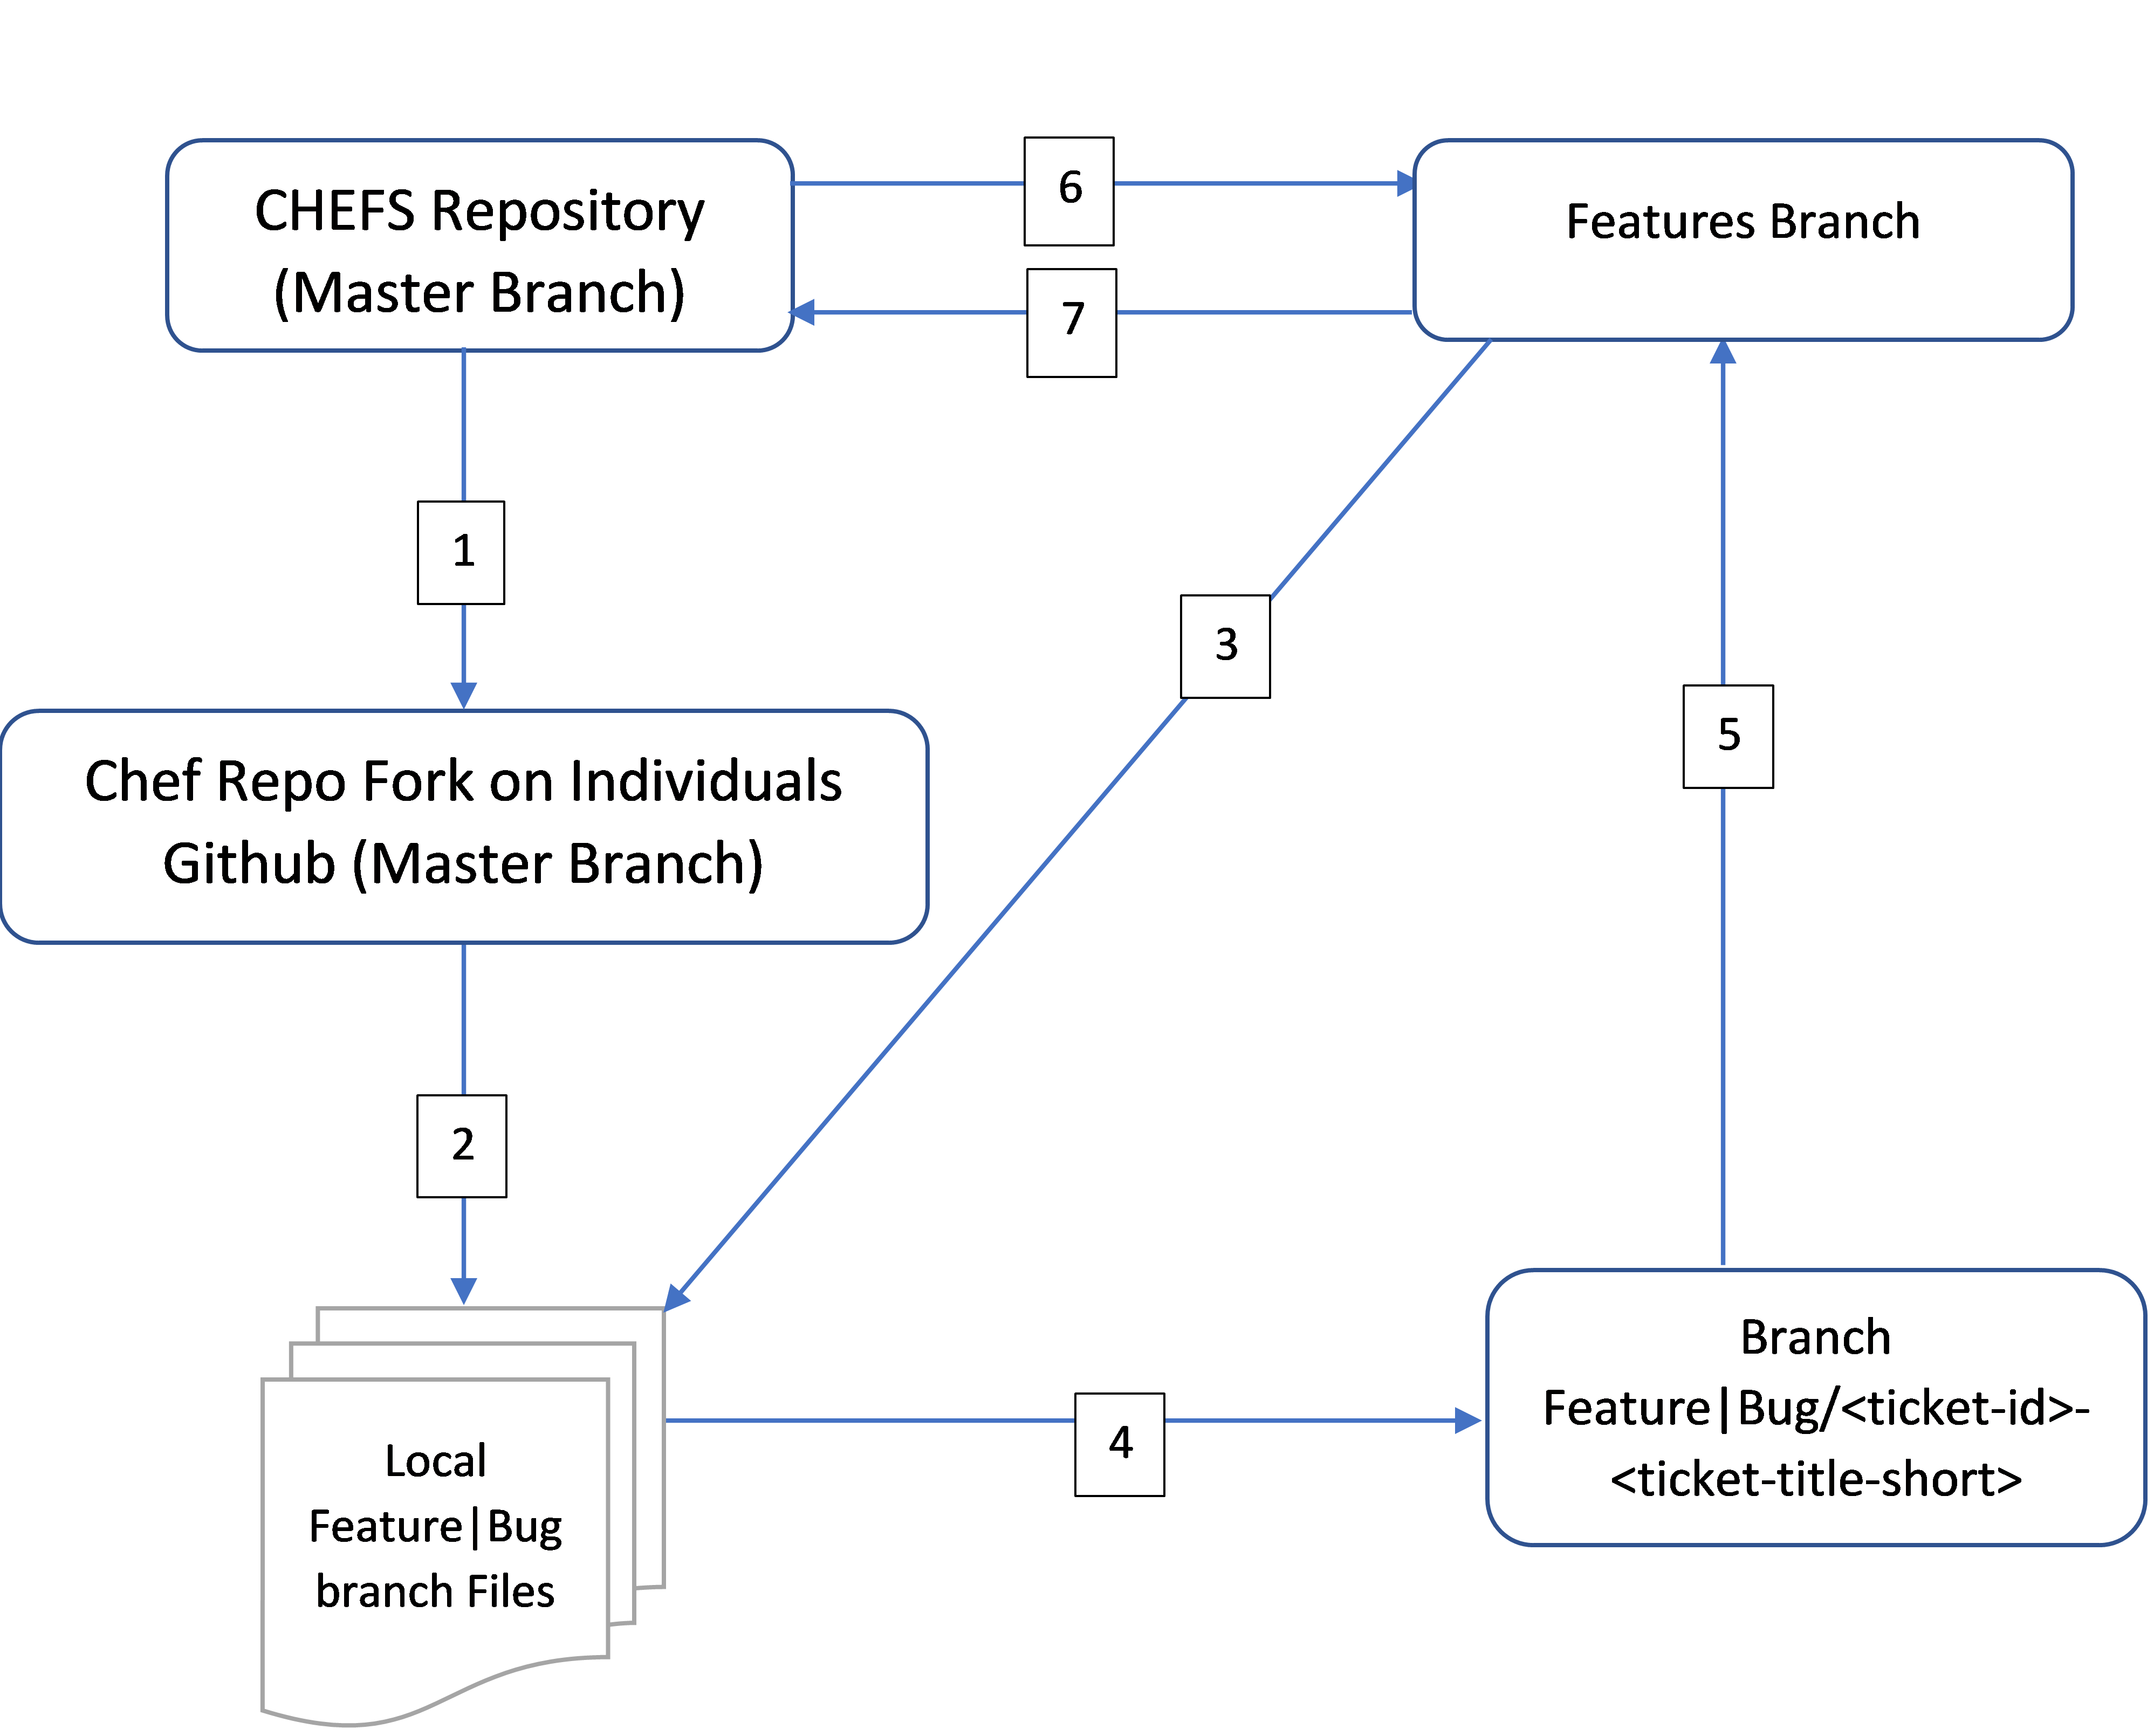 CHEFS Repository
(Master Branch)
6
Features Branch
7
1
3
5
Chef Repo Fork on Individuals
Github (Master Branch)
2
Local
Feature|Bug
branch Files
4
Branch
Feature|Bug/<ticket-id>-
<ticket-title-short>